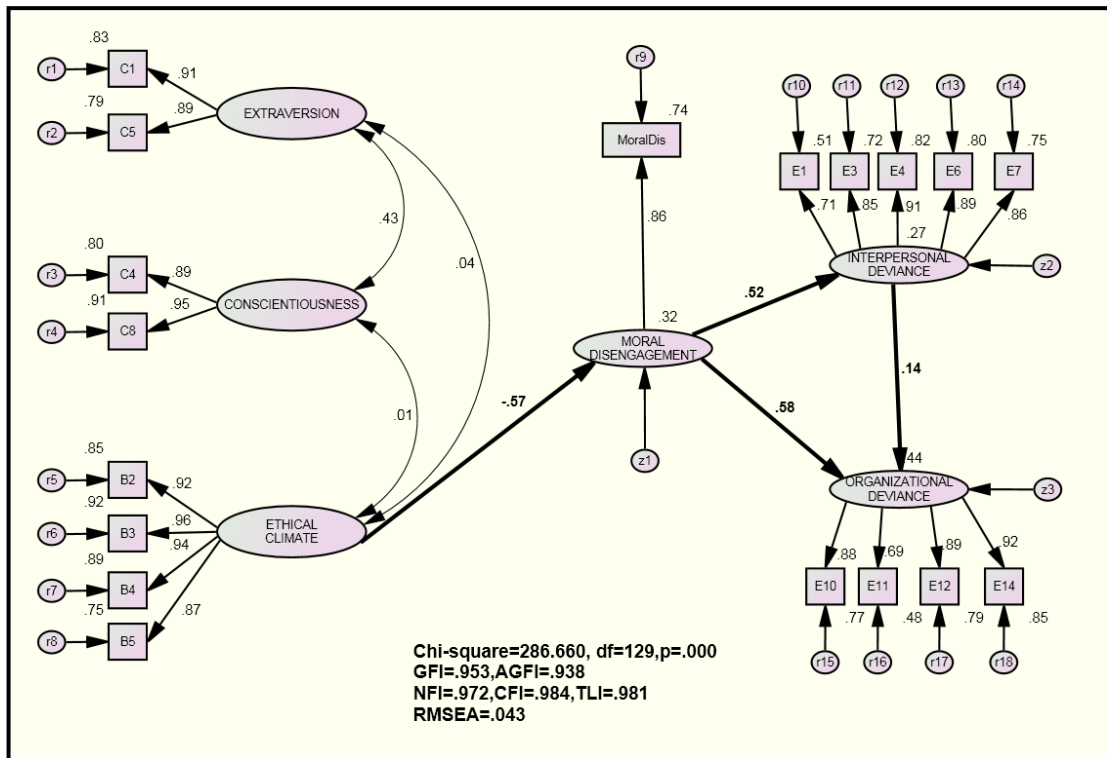 .83
r1
C1
.91
.79
r2
C5
.89
EXTRAVERSION
.43
.04
.80
r3
C4
.89
.91
r4
C8
.95
CONSCIENTIOUSNESS
.01
.85
r5
B2
.92
.92
r6
B3
.96
.94
.89
r7
B4
.75
.87
r8
B5
ETHICAL
CLIMATE
-.57
r9
.74
MoralDis
.86
.32
MORAL
DISENGAGEMENT
z1
.52
.58
r10
r11
r12
r13
r14
.51
.72
.82
.80
.75
E1
E3
E4
E6
E7
.71
.85
.91
.89
.86
.27
INTERPERSONAL
DEVIANCE
z2
.14
.44
ORGANIZATIONAL
DEVIANCE
z3
.88
.69
.89
.92
E10
E11
E12
E14
.77
.48
.79
.85
r15
r16
r17
r18
Chi-square=286.660, df=129,p=.000
GFI=.953,AGFI=.938
NFI=.972,CFI=.984,TLI=.981
RMSEA=.043